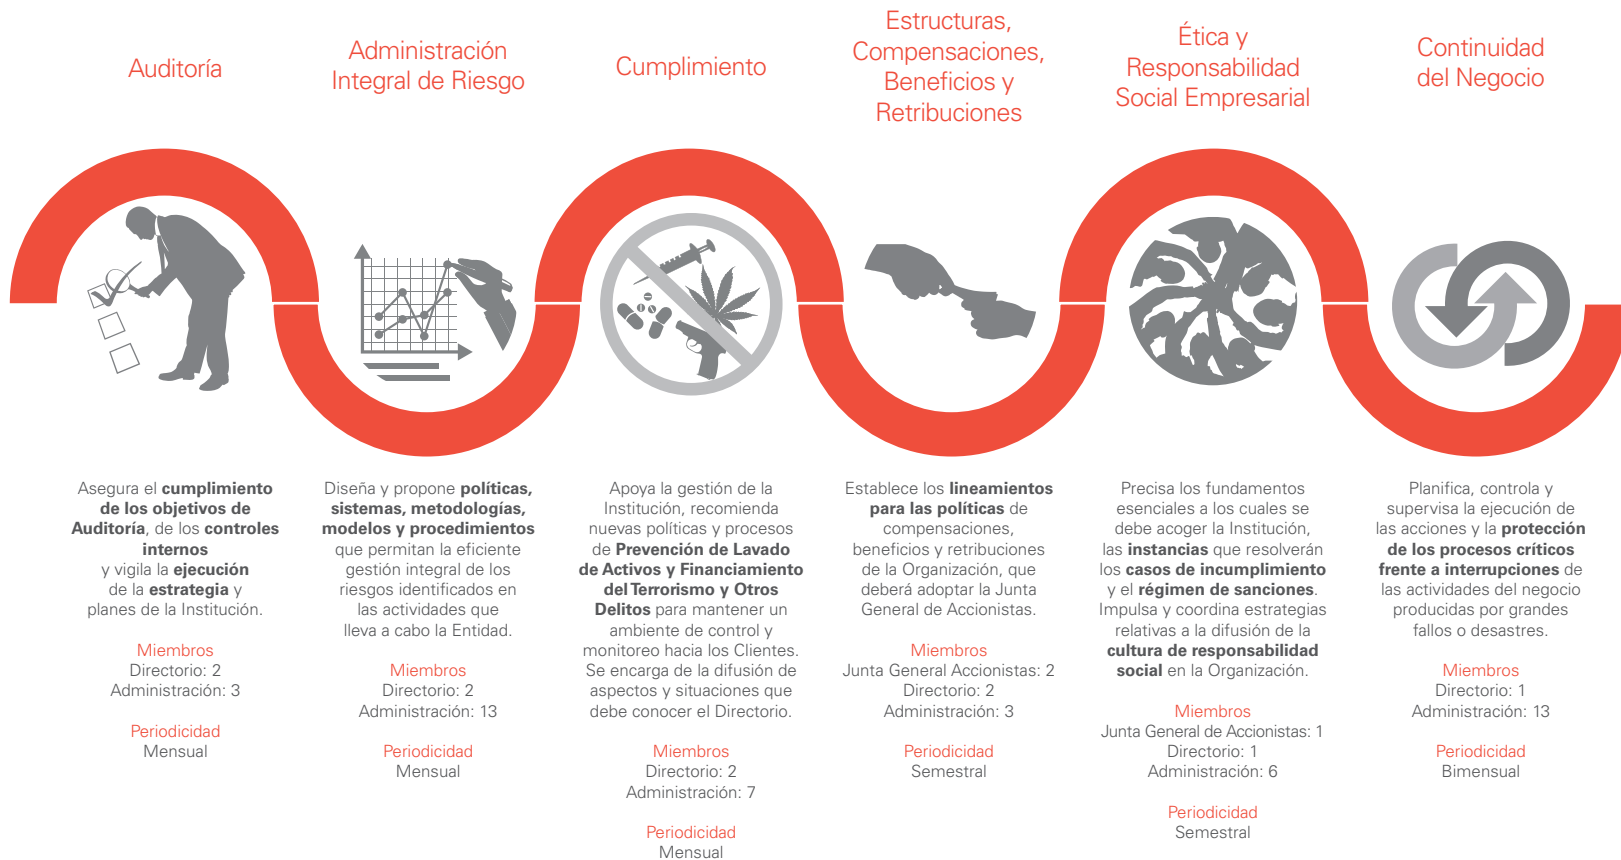 Auditoría
Administración
Integral de Riesgo
Cumplimiento
Estructuras,
Compensaciones,
Beneficios y
Retribuciones
Ética y
Responsabilidad
Social Empresarial
Continuidad
del Negocio
Asegura el cumplimiento
de los objetivos de
Auditoría, de los controles
internos
y vigila la ejecución
de la estrategia y
planes de la Institución.
Miembros
Directorio: 2
Administración: 3
Periodicidad
Mensual
Diseña y propone políticas,
sistemas, metodologías,
modelos y procedimientos
que permitan la eficiente
gestión integral de los
riesgos identificados en
las actividades que
lleva a cabo la Entidad.
Miembros
Directorio: 2
Administración: 13
Periodicidad
Mensual
Apoya la gestión de la
Institución, recomienda
nuevas políticas y procesos
de Prevención de Lavado
de Activos y Financiamiento
del Terrorismo y Otros
Delitos para mantener un
ambiente de control y
monitoreo hacia los Clientes.
Se encarga de la difusión de
aspectos y situaciones que
debe conocer el Directorio.
Miembros
Directorio: 2
Administración: 7
Periodicidad
Mensual
Establece los lineamientos
para las políticas de
compensaciones,
beneficios y retribuciones
de la Organización, que
deberá adoptar la Junta
General de Accionistas.
Miembros
Junta General Accionistas: 2
Directorio: 2
Administración: 3
Periodicidad
Semestral
Precisa los fundamentos
esenciales a los cuales se
debe acoger la Institución,
las instancias que resolverán
los casos de incumplimiento
y el régimen de sanciones.
Impulsa y coordina estrategias
relativas a la difusión de la
cultura de responsabilidad
social en la Organización.
Miembros
Junta General de Accionistas: 1
Directorio: 1
Administración: 6
Periodicidad
Semestral
Planifica, controla y
supervisa la ejecución de
las acciones y la protección
de los procesos críticos
frente a interrupciones de
las actividades del negocio
producidas por grandes
fallos o desastres.
Miembros
Directorio: 1
Administración: 13
Periodicidad
Bimensual